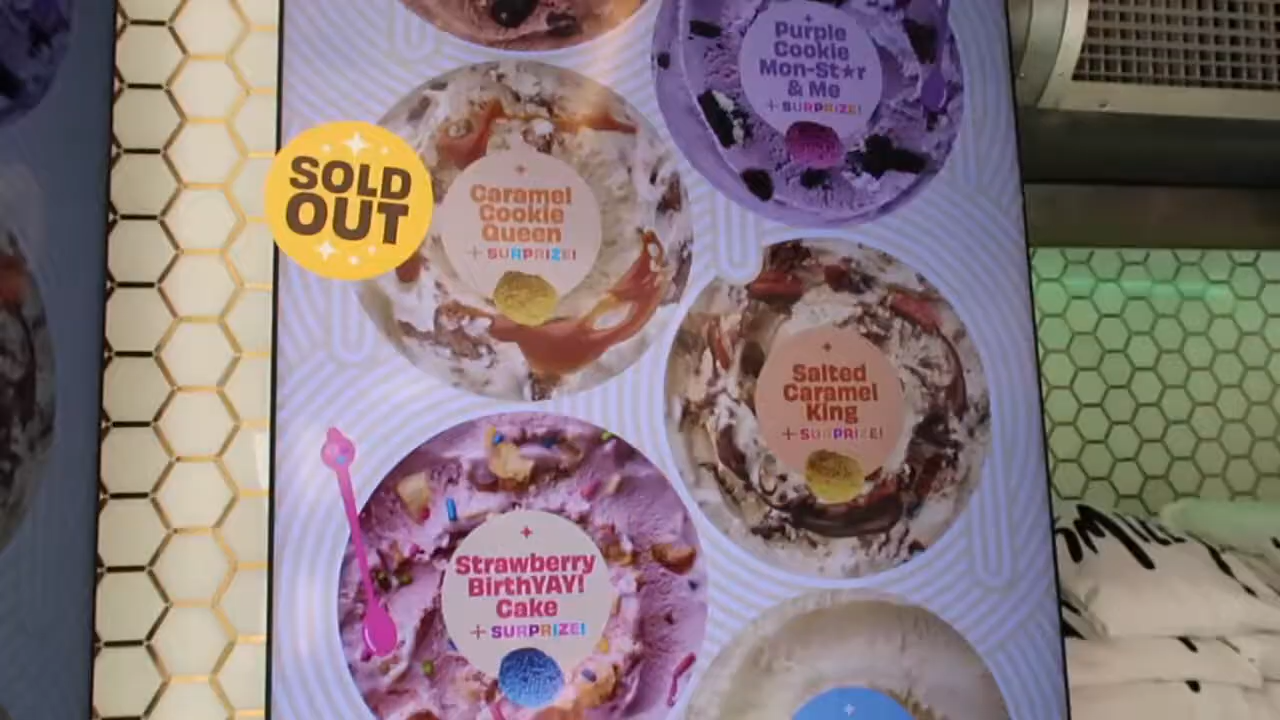 Purple
Cookie
Mon-St★r
& Me
+ SURPRIZE!
SOLD
OUT
Caramel
Cookie
Queen
+ SURPRIZE!
Salted
Caramel
King
+ SURPRIZE!
Strawberry
BirthYAY!
Cake
+ SURPRIZE!
SMiLE